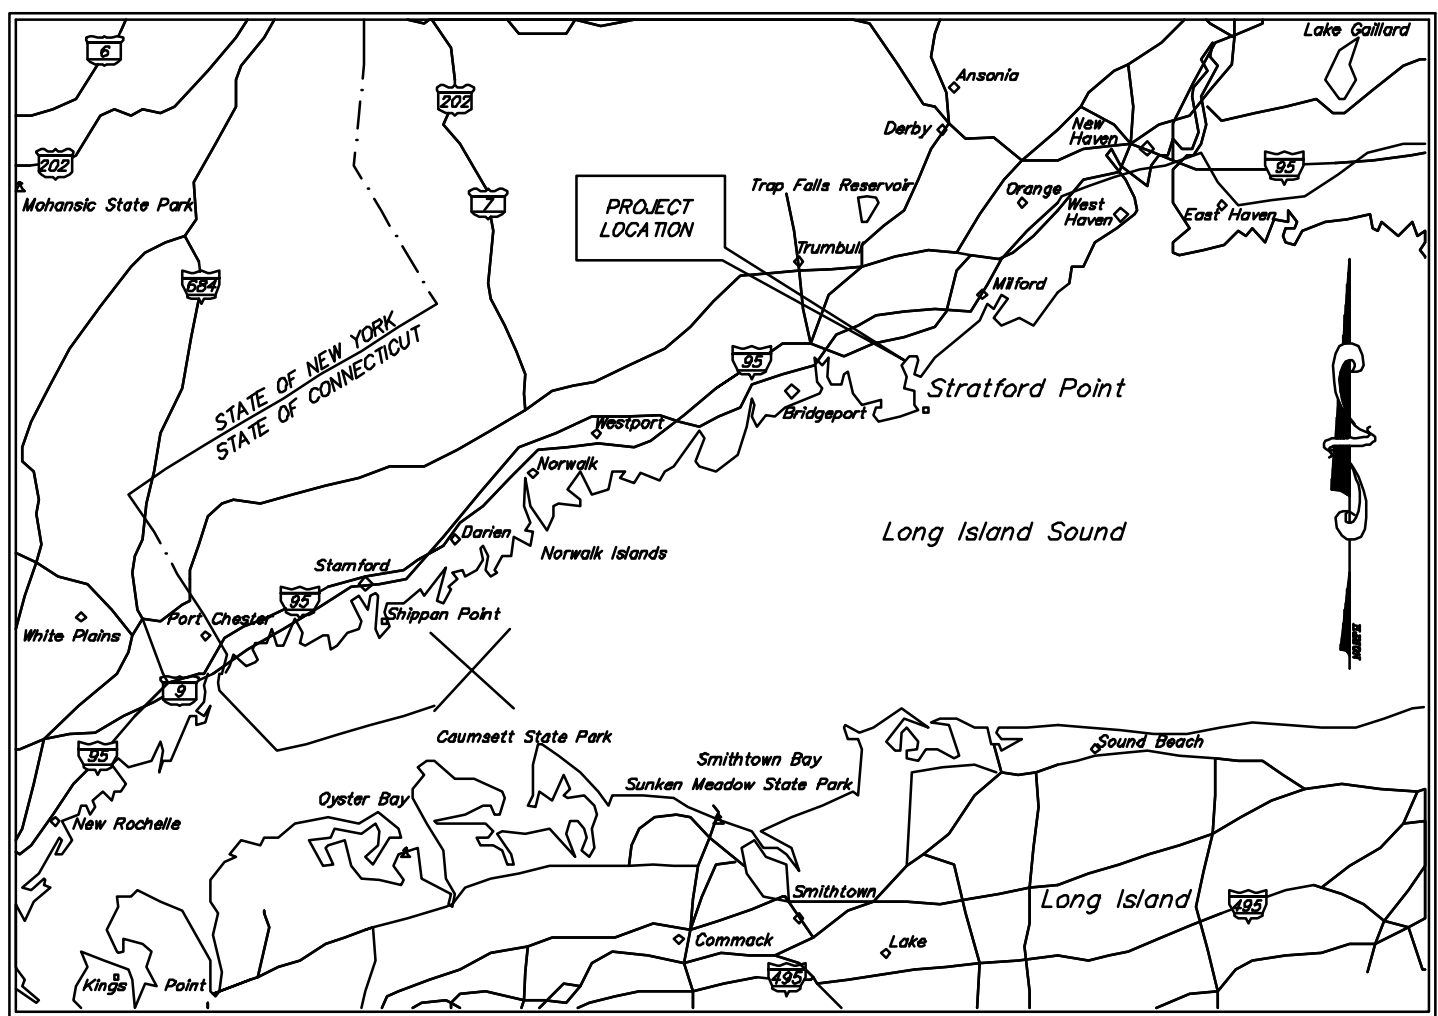 Lake Gaillard
6
Ansonia
202
Derby
New
Haven
202
95
PROJECT
LOCATION
Trap Falls Reservoir
Orange
West
Haven
East Haven
Mohansic State Park
7
Trumbull
684
Milford
STATE OF NEW YORK
STATE OF CONNECTICUT
95
Stratford Point
Bridgeport
Westport
Norwalk
Darien
Long Island Sound
Norwalk Islands
Stamford
95
Shippan Point
White Plains
Port Chester
9
95
Caumsett State Park
Sound Beach
Smithtown Bay
Sunken Meadow State Park
Oyster Bay
New Rochelle
Smithtown
Long Island
495
Commack
Lake
495
Kings Point